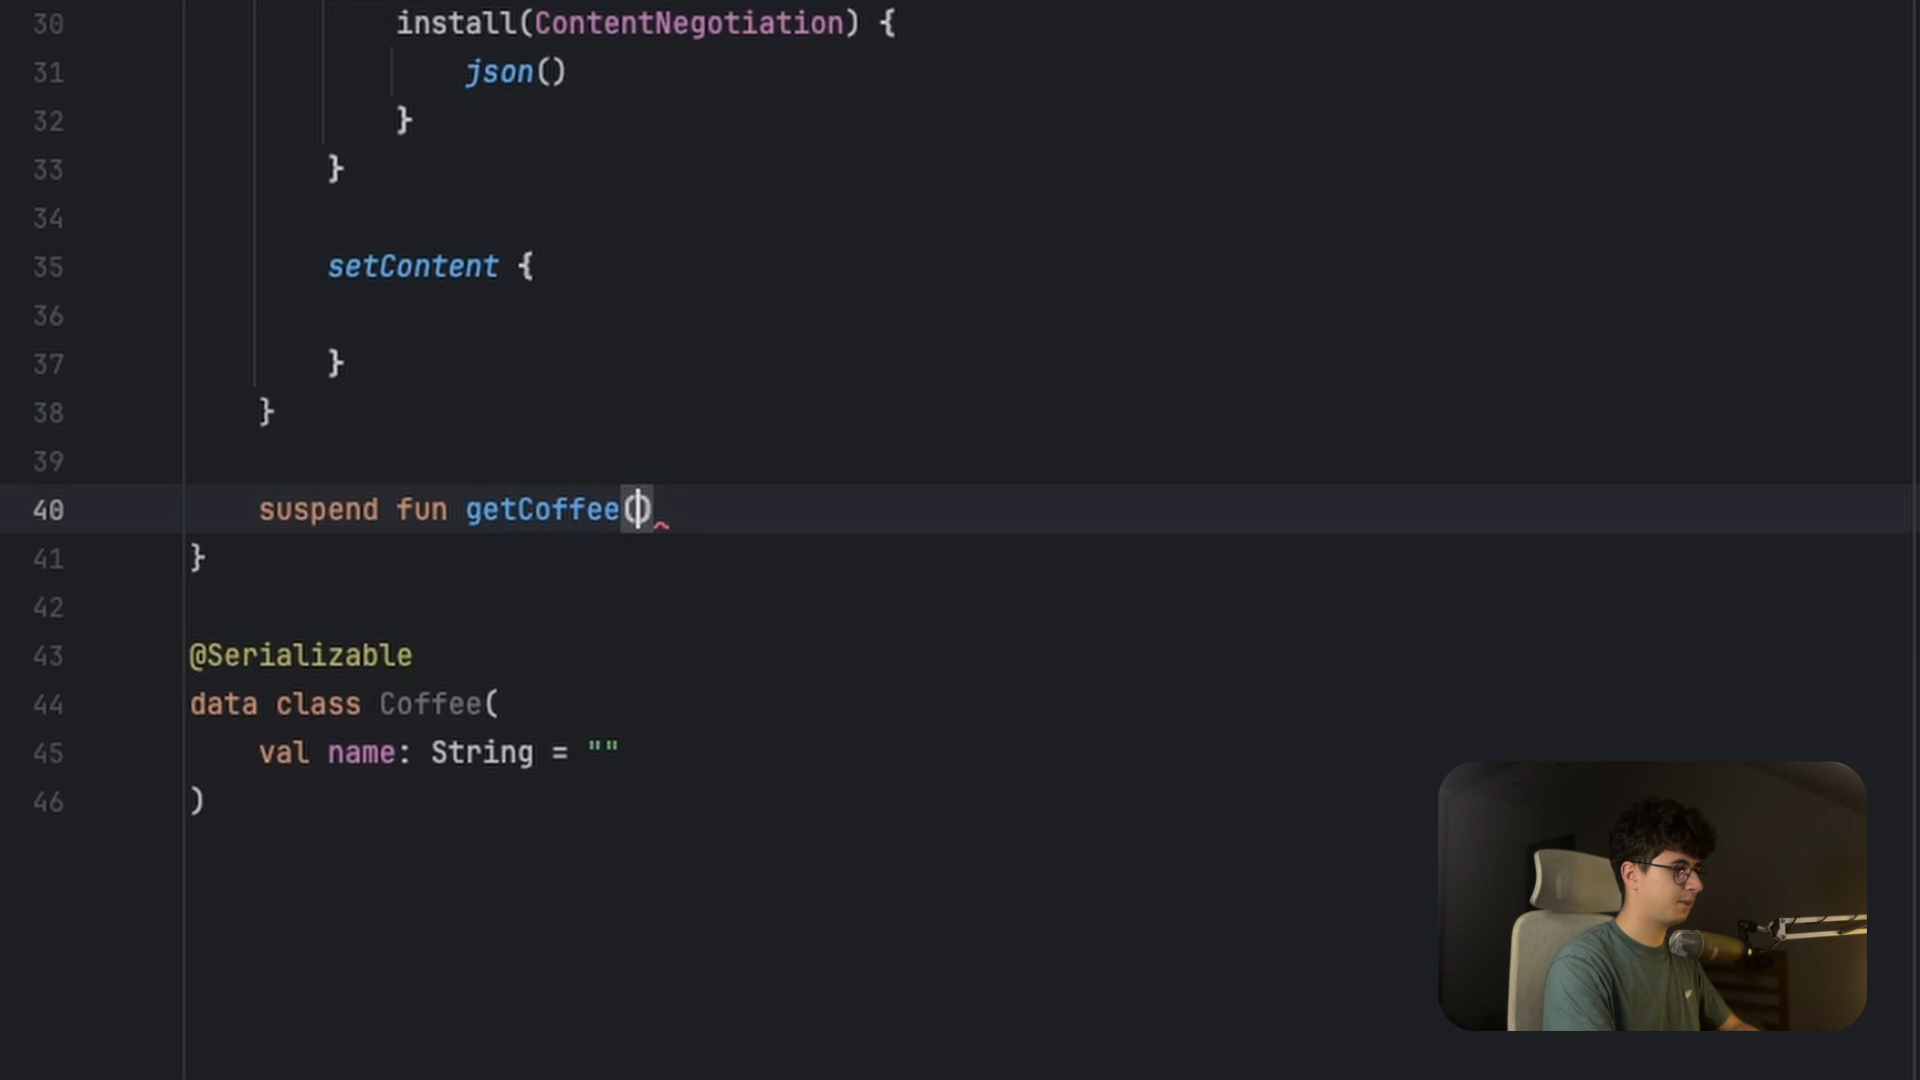 30 install(ContentNegotiation) {
31 json()
32 }
33 }
34
35 setContent {
36
37 }
38 }
39
40 suspend fun getCoffee()
41 }
42
43 @Serializable
44 data class Coffee(
45 val name: String = ""
46 )